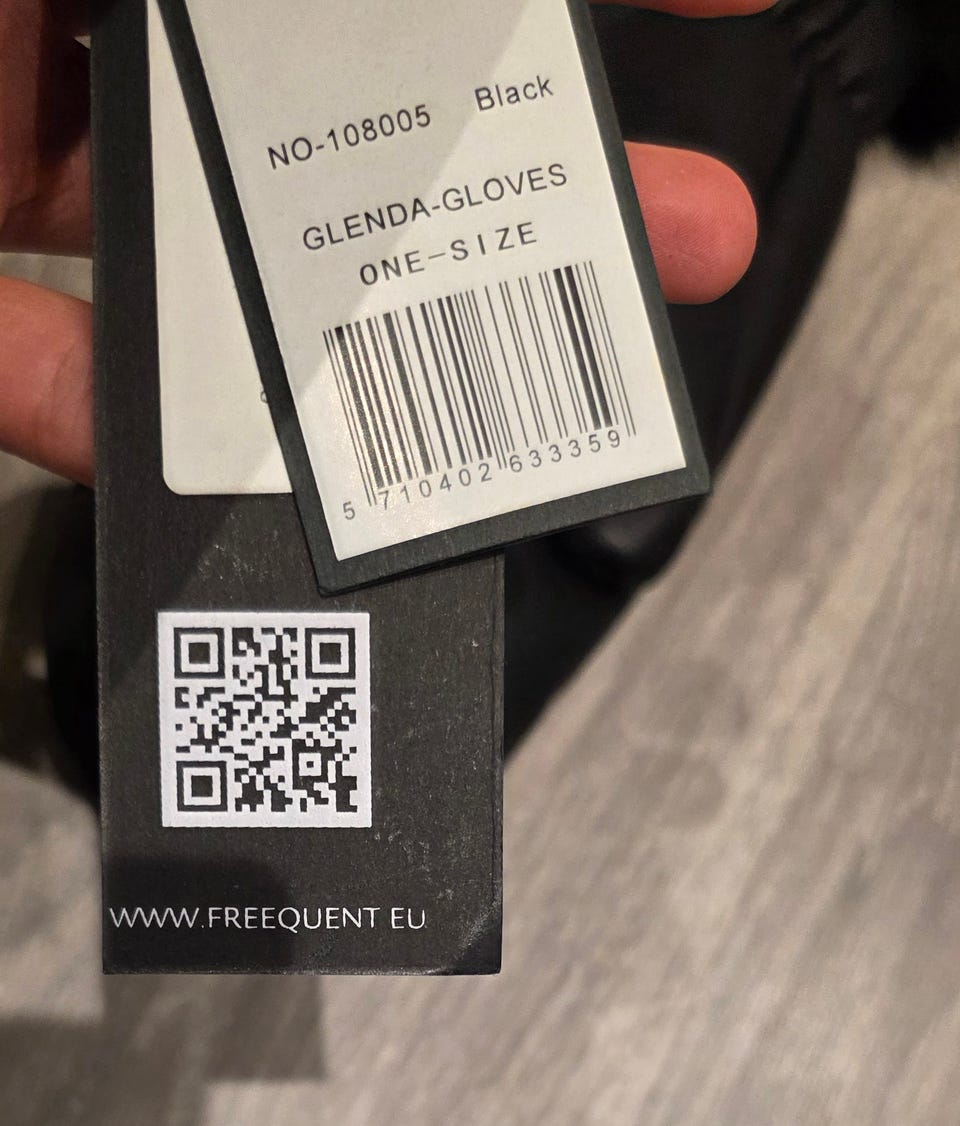 NO-108005 Black
GLENDA-GLOVES
ONE-SIZE
5 710402 633359
WWW.FREEQUENT EU